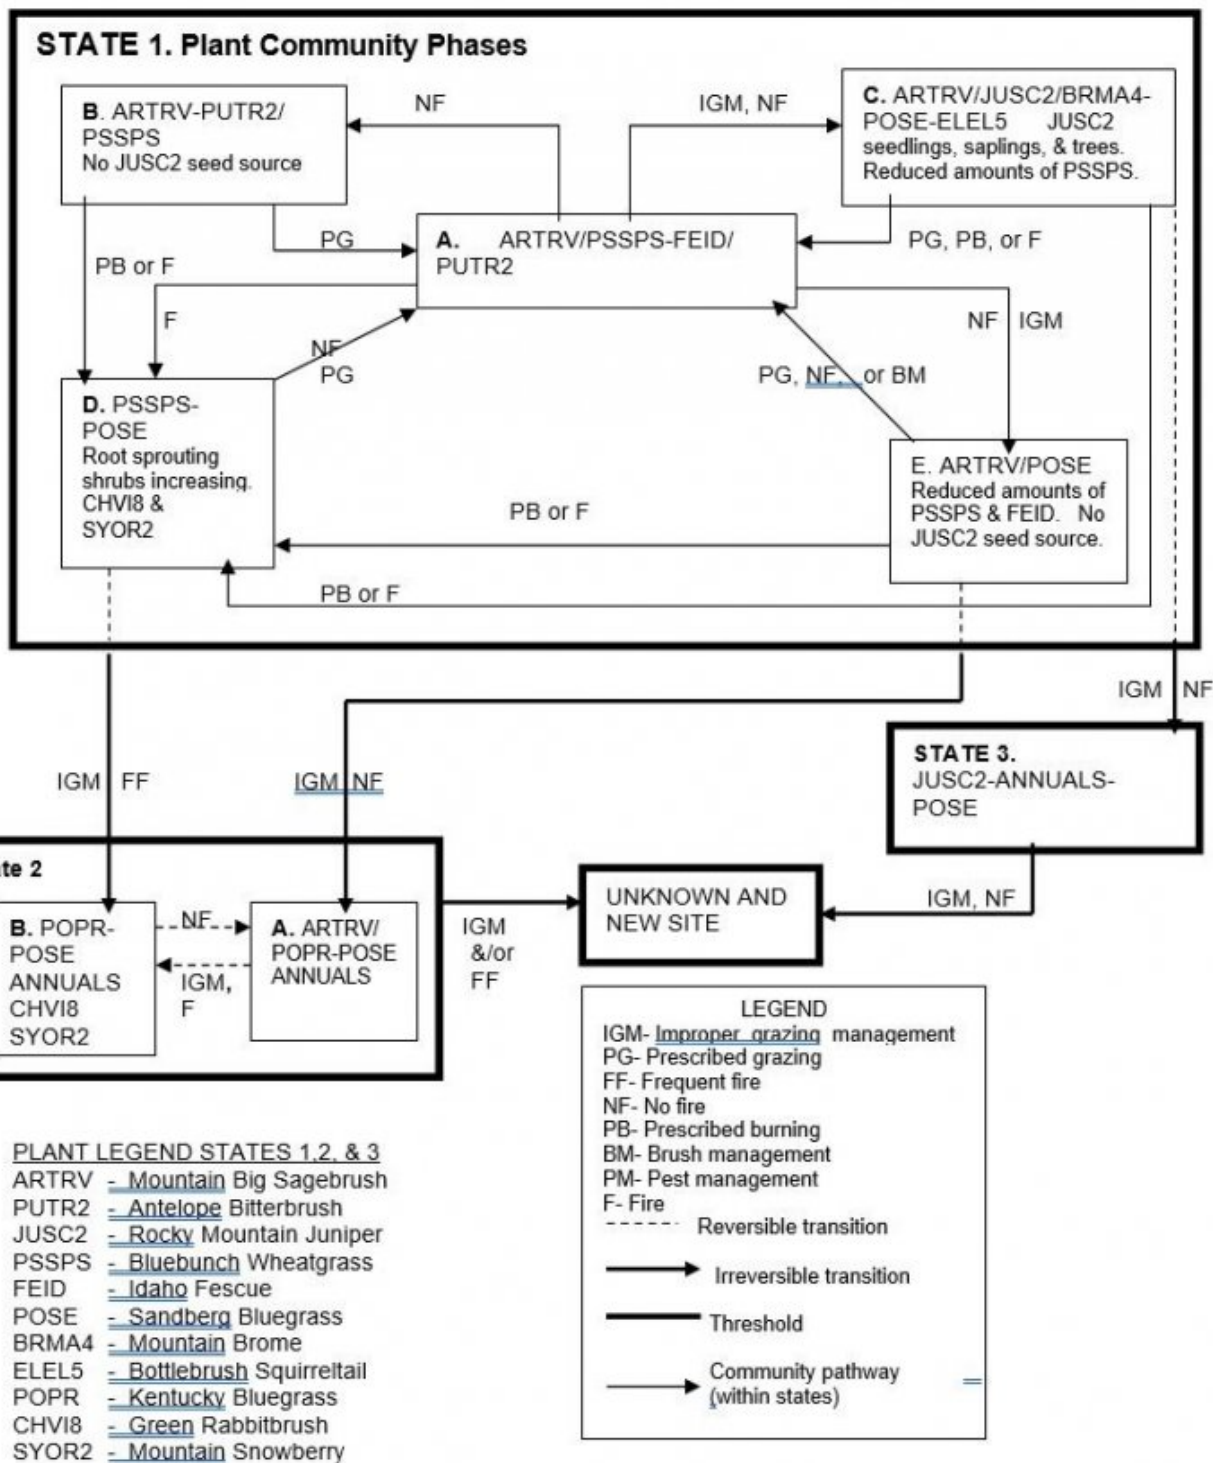 STATE 1. Plant Community Phases
B. ARTRV-PUTR2/
PSSPS
No JUSC2 seed source
NF
IGM, NF
C. ARTRV/JUSC2/BRMA4-
POSE-ELEL5 JUSC2
seedlings, saplings, & trees.
Reduced amounts of PSSPS.
PG
A. ARTRV/PSSPS-FEID/
PUTR2
PG, PB, or F
PB or F
F
NF
PG
NF IGM
PG, NF, or BM
D. PSSPS-
POSE
Root sprouting
shrubs increasing.
CHVI8 &
SYOR2
E. ARTRV/POSE
Reduced amounts of
PSSPS & FEID. No
JUSC2 seed source.
PB or F
PB or F
IGM NF
IGM FF
IGM NF
STATE 3.
JUSC2-ANNUALS-
POSE
te 2
B. POPR-
POSE
ANNUALS
CHVI8
SYOR2
NF
IGM,
F
A. ARTRV/
POPR-POSE
ANNUALS
IGM
&/or
FF
UNKNOWN AND
NEW SITE
IGM, NF
LEGEND
IGM- Improper grazing management
PG- Prescribed grazing
FF- Frequent fire
NF- No fire
PB- Prescribed burning
BM- Brush management
PM- Pest management
F- Fire
Reversible transition
Irreversible transition
Threshold
Community pathway
(within states)
PLANT LEGEND STATES 1,2, & 3
ARTRV - Mountain Big Sagebrush
PUTR2 - Antelope Bitterbrush
JUSC2 - Rocky Mountain Juniper
PSSPS - Bluebunch Wheatgrass
FEID - Idaho Fescue
POSE - Sandberg Bluegrass
BRMA4 - Mountain Brome
ELEL5 - Bottlebrush Squirreltail
POPR - Kentucky Bluegrass
CHVI8 - Green Rabbitbrush
SYOR2 - Mountain Snowberry